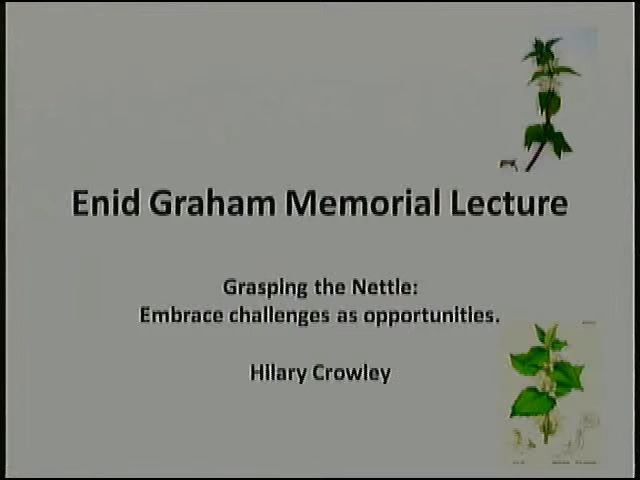 Enid Graham Memorial Lecture
Grasping the Nettle:
Embrace challenges as opportunities.
Hilary Crowley